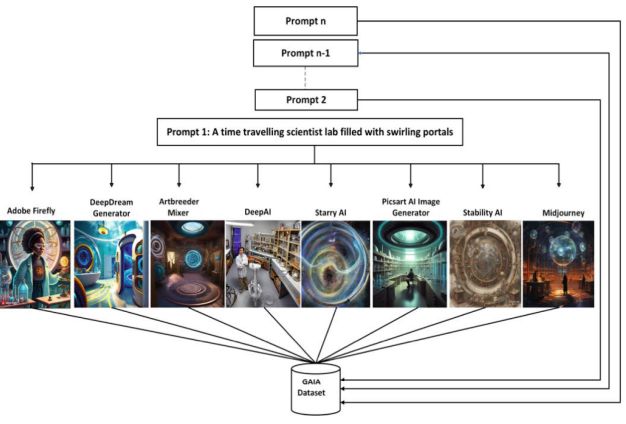 Prompt n
Prompt n-1
Prompt 2
Prompt 1: A time travelling scientist lab filled with swirling portals
Adobe Firefly
DeepDream
Generator
Artbreeder
Mixer
DeepAI
Starry AI
Picsart AI Image
Generator
Stability AI
Midjourney
GAIA
Dataset